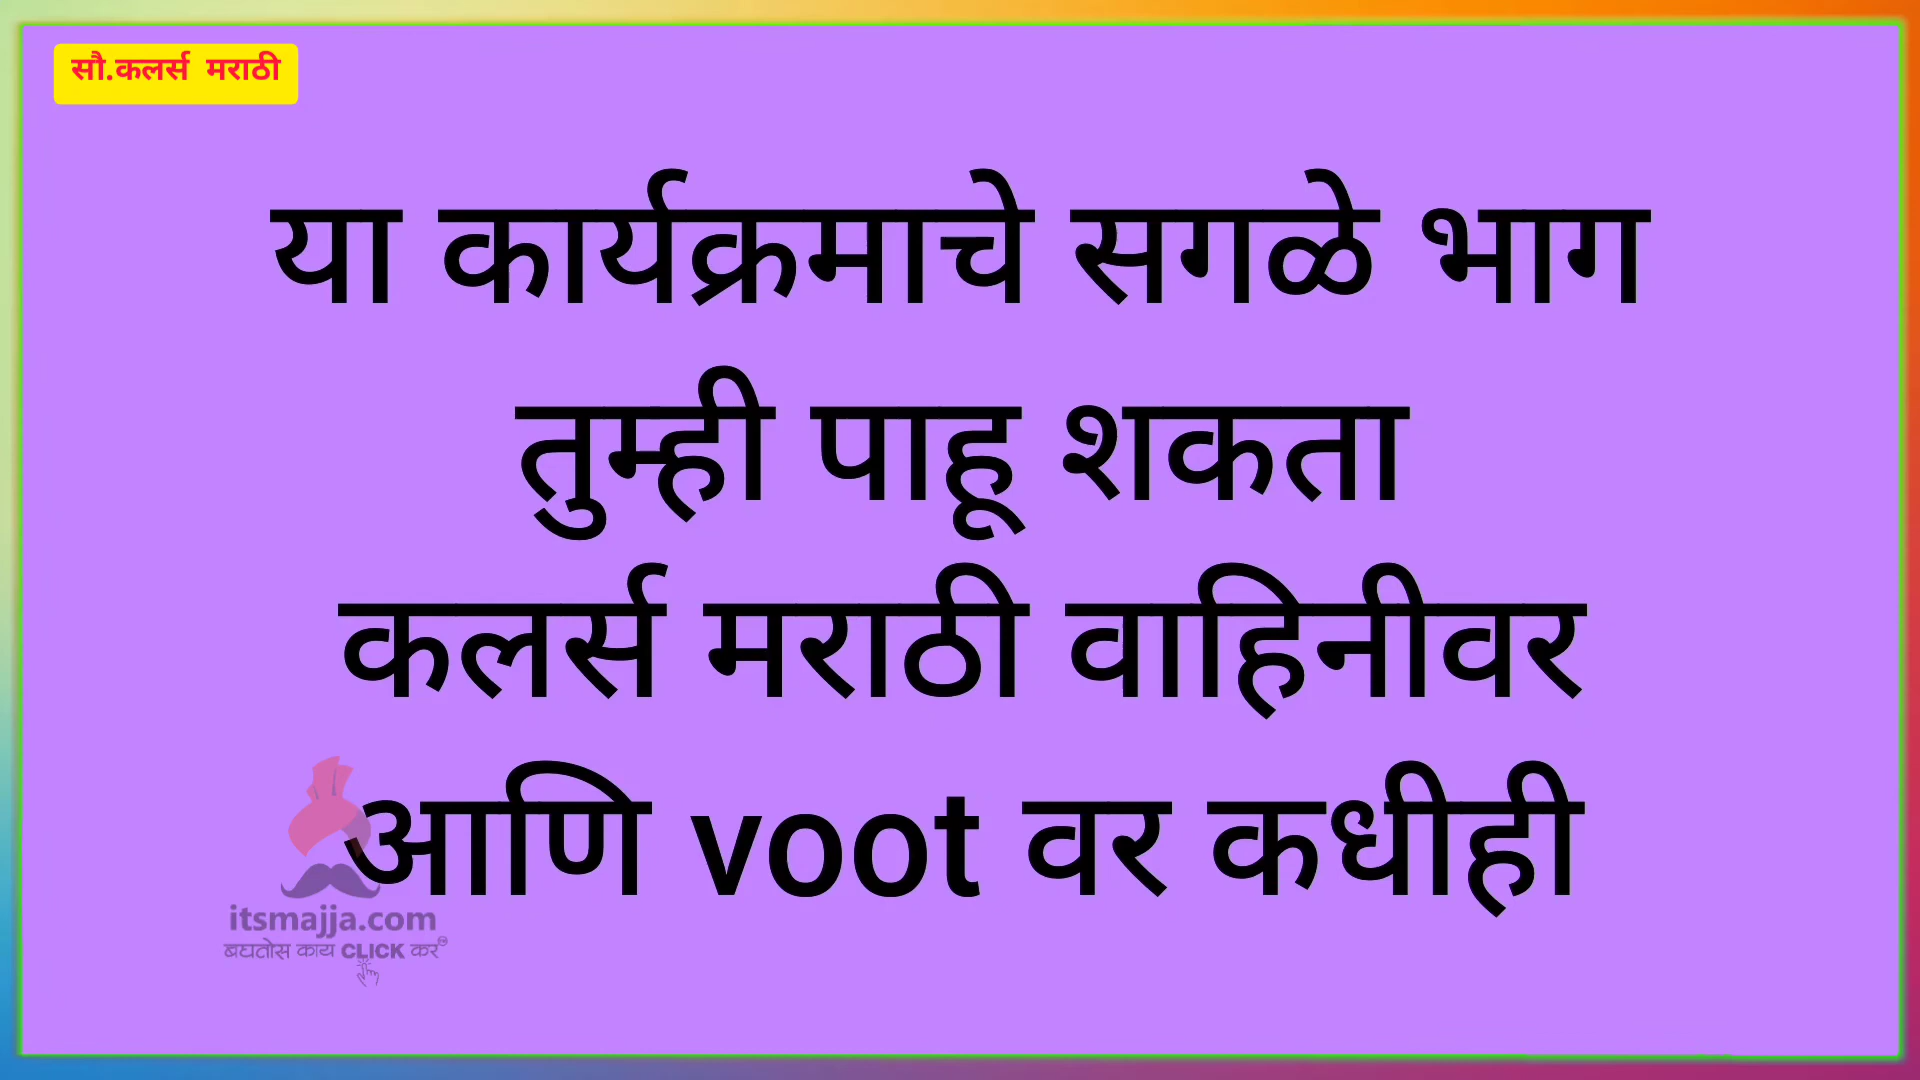 सौ.कलर्स मराठी
या कार्यक्रमाचे सगळे भाग
तुम्ही पाहू शकता
कलर्स मराठी वाहिनीवर
आणि voot वर कधीही
itsmajja.com
बघतोस काय CLICK कर